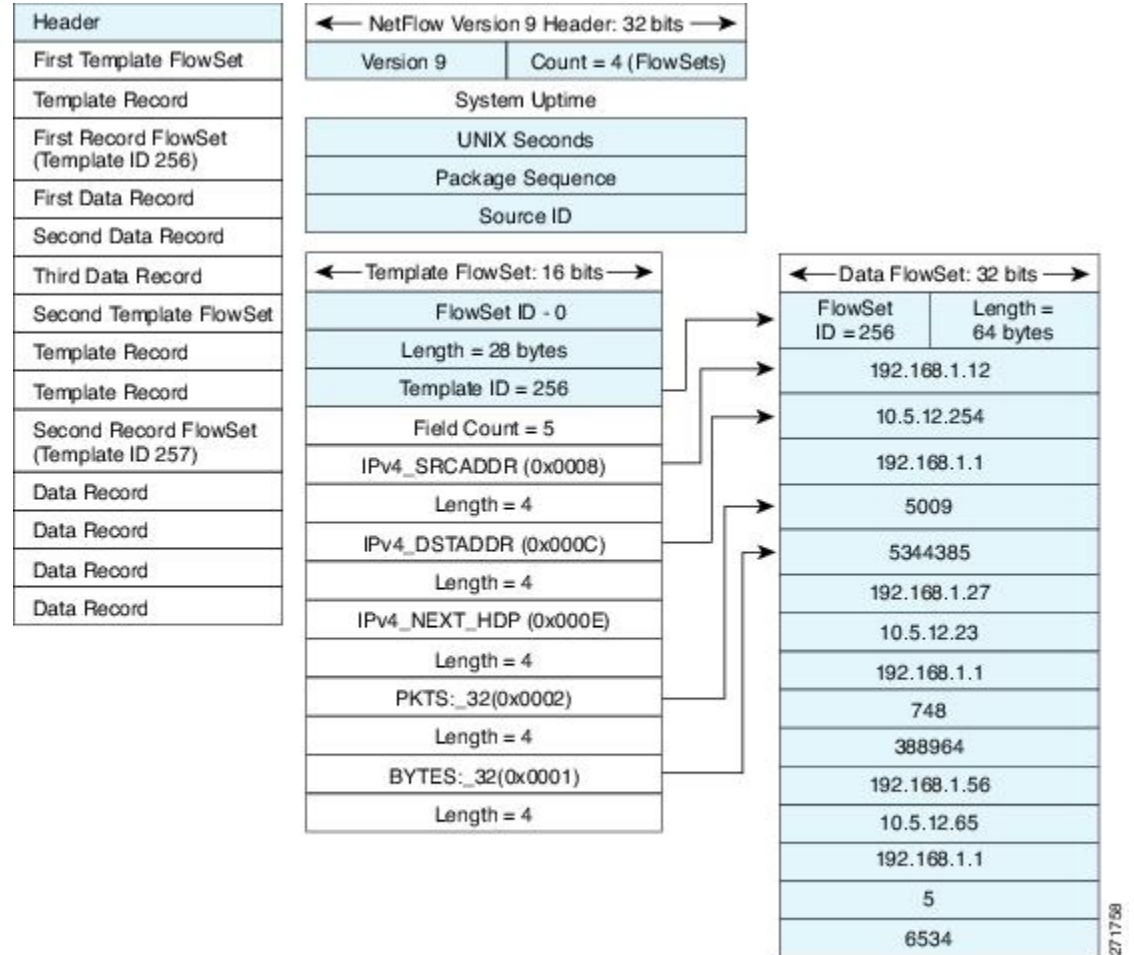 Header
First Template FlowSet
Template Record
First Record FlowSet
(Template ID 256)
First Data Record
Second Data Record
Third Data Record
Second Template FlowSet
Template Record
Template Record
Second Record FlowSet
(Template ID 257)
Data Record
Data Record
Data Record
Data Record
NetFlow Version 9 Header: 32 bits
Version 9
Count = 4 (FlowSets)
System Uptime
UNIX Seconds
Package Sequence
Source ID
Template FlowSet: 16 bits
FlowSet ID - 0
Length = 28 bytes
Template ID = 256
Field Count = 5
IPv4_SRCADDR (0x0008)
Length = 4
IPv4_DSTADDR (0x000C)
Length = 4
IPv4_NEXT_HDP (0x000E)
Length = 4
PKTS:_32(0x0002)
Length = 4
BYTES:_32(0x0001)
Length = 4
Data FlowSet: 32 bits
FlowSet
ID = 256
Length =
64 bytes
192.168.1.12
10.5.12.254
192.168.1.1
5009
5344385
192.168.1.27
10.5.12.23
192.168.1.1
748
388964
192.168.1.56
10.5.12.65
192.168.1.1
5
6534
271758